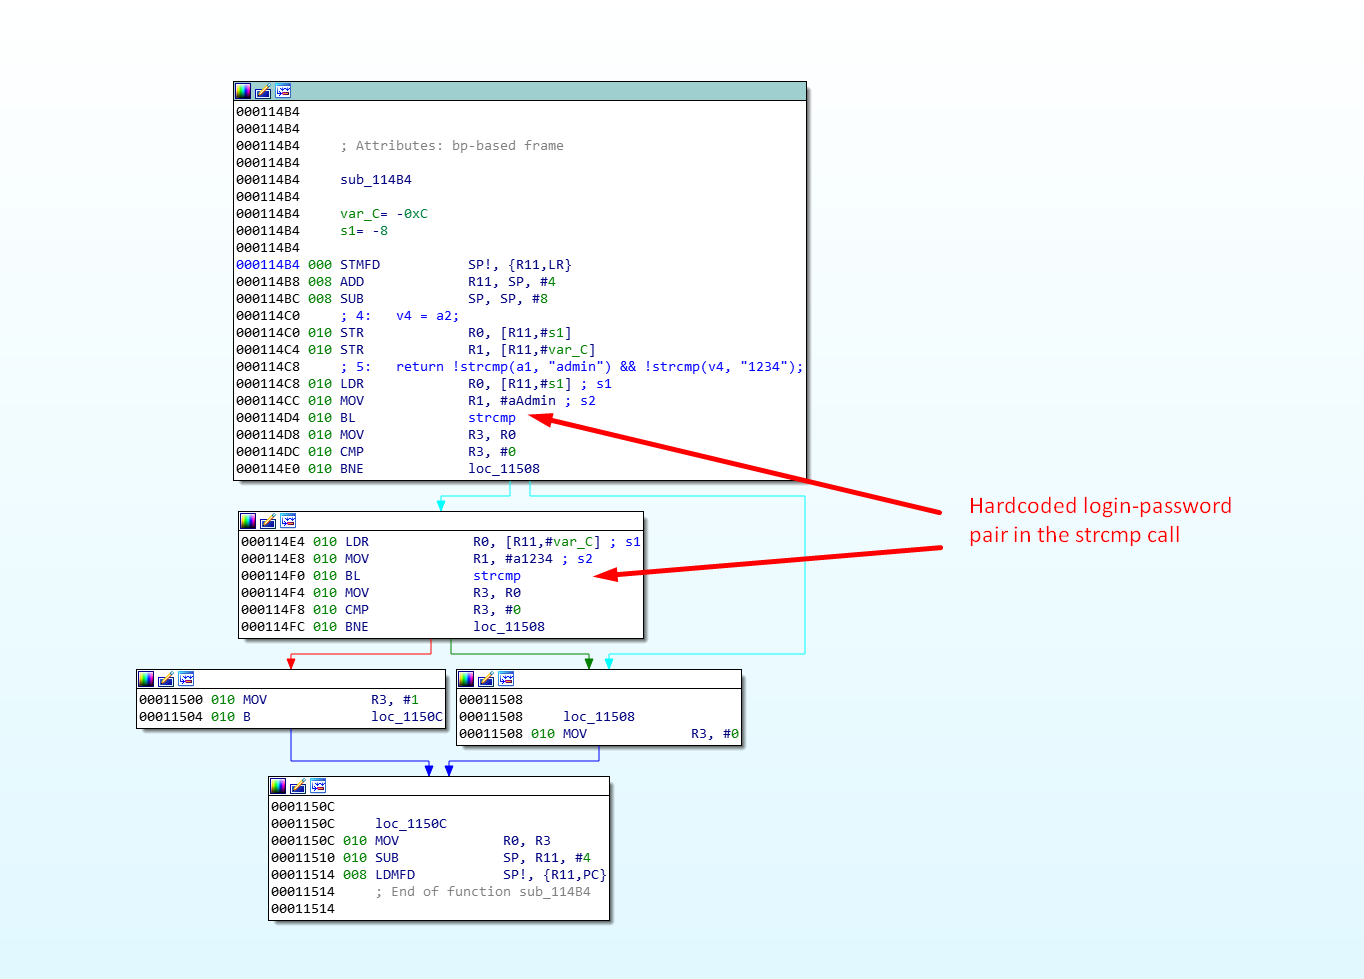 000114B4
000114B4
000114B4 ; Attributes: bp-based frame
000114B4
000114B4 sub_114B4
000114B4
000114B4 var_C= -0xC
000114B4 s1= -8
000114B4
000114B4 000 STMFD SP!, {R11,LR}
000114B8 008 ADD R11, SP, #4
000114BC 008 SUB SP, SP, #8
000114C0 ; 4: v4 = a2;
000114C0 010 STR R0, [R11,#s1]
000114C4 010 STR R1, [R11,#var_C]
000114C8 ; 5: return !strcmp(a1, "admin") && !strcmp(v4, "1234");
000114C8 010 LDR R0, [R11,#s1] ; s1
000114CC 010 MOV R1, #aAdmin ; s2
000114D4 010 BL strcmp
000114D8 010 MOV R3, R0
000114DC 010 CMP R3, #0
000114E0 010 BNE loc_11508
Hardcoded login-password
pair in the strcmp call
000114E4 010 LDR R0, [R11,#var_C] ; s1
000114E8 010 MOV R1, #a1234 ; s2
000114F0 010 BL strcmp
000114F4 010 MOV R3, R0
000114F8 010 CMP R3, #0
000114FC 010 BNE loc_11508
00011500 010 MOV R3, #1
00011504 010 B loc_1150C
00011508
00011508 loc_11508
00011508 010 MOV R3, #0
0001150C
0001150C loc_1150C
0001150C 010 MOV R0, R3
00011510 010 SUB SP, R11, #4
00011514 008 LDMFD SP!, {R11,PC}
00011514 ; End of function sub_114B4
00011514